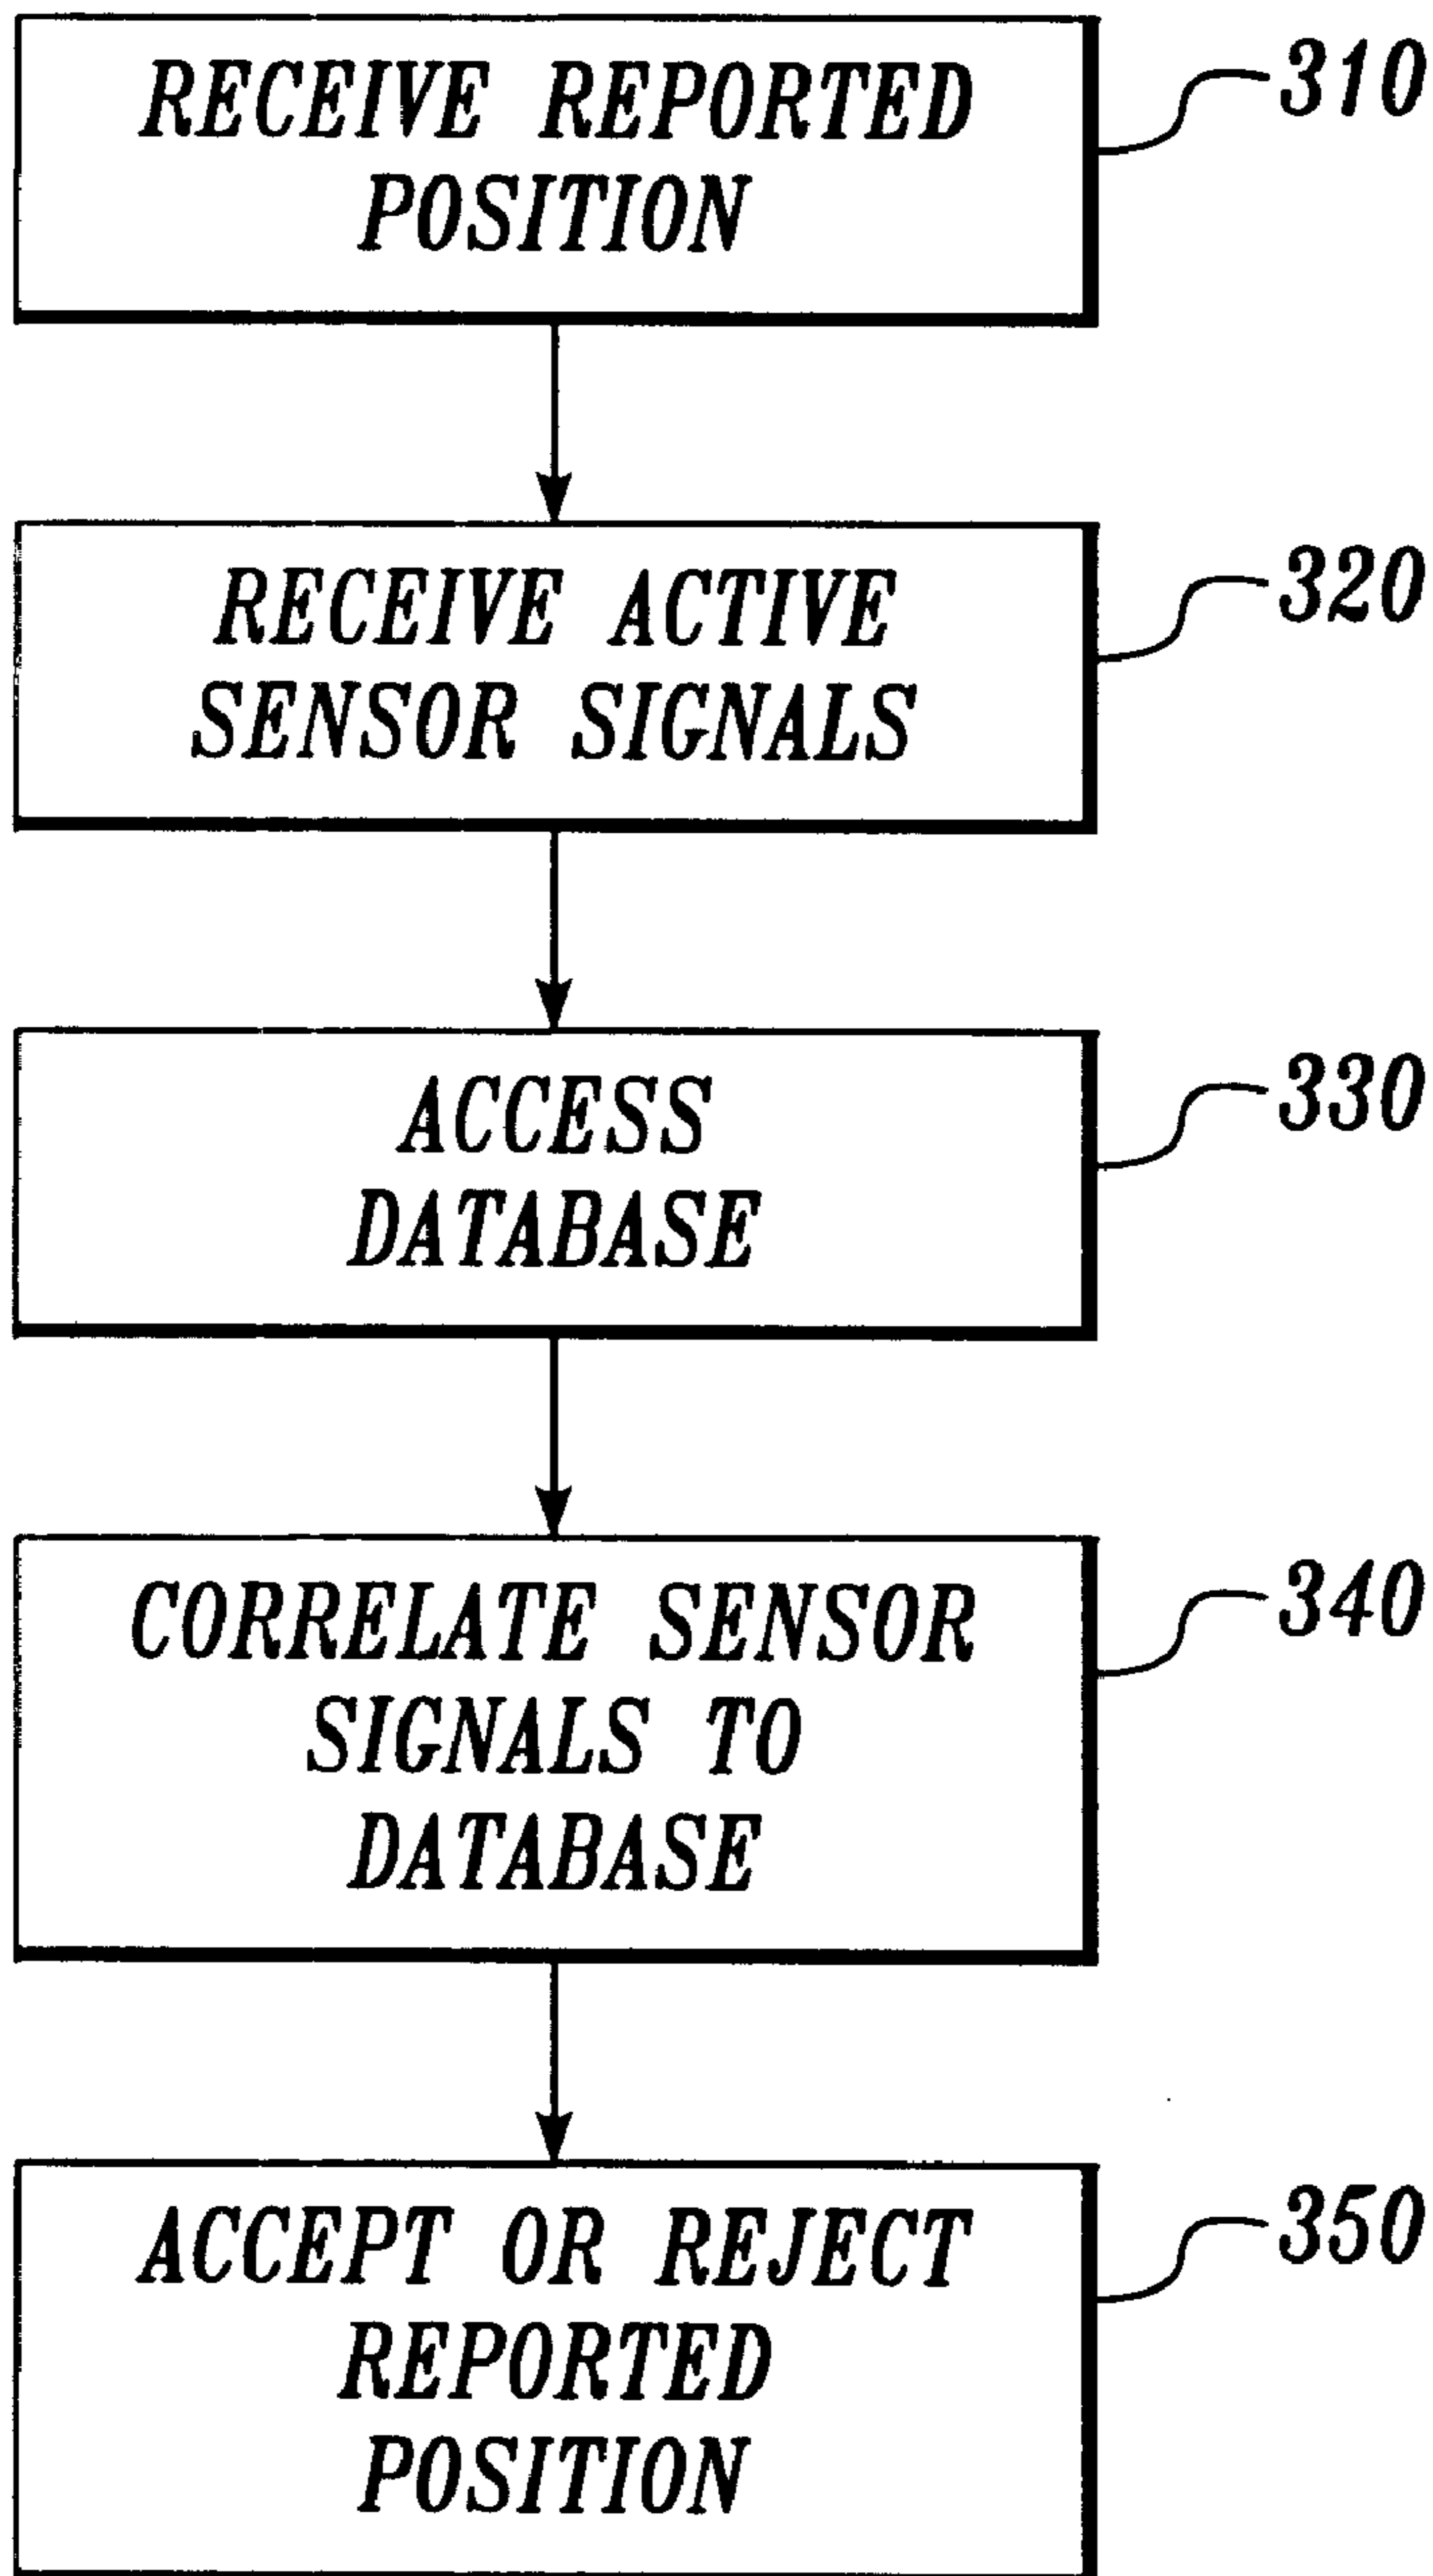 RECEIVE REPORTED
POSITION
310
RECEIVE ACTIVE
SENSOR SIGNALS
320
ACCESS
DATABASE
330
CORRELATE SENSOR
SIGNALS TO
DATABASE
340
ACCEPT OR REJECT
REPORTED
POSITION
350